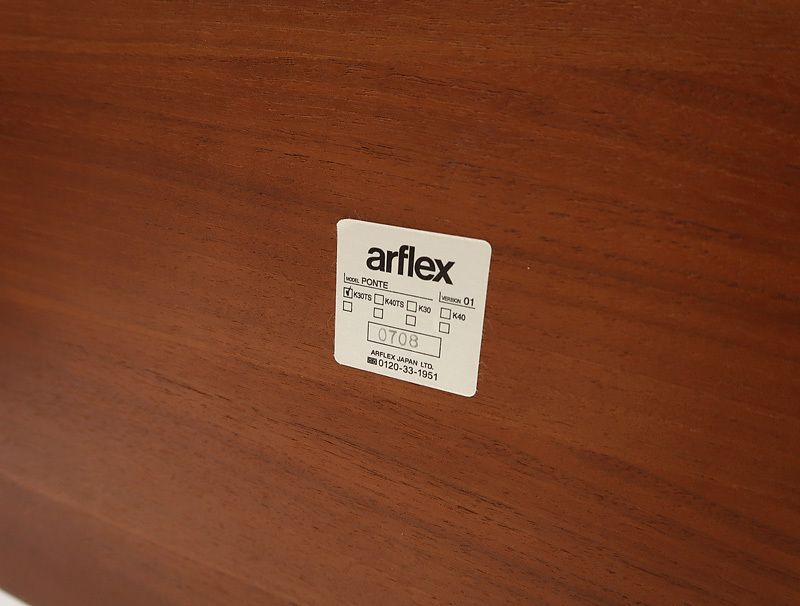 arflex
MODEL PONTE
VERSION 01
K30TS K40TS K30 K40
0708
ARFLEX JAPAN LTD.
0120-33-1951